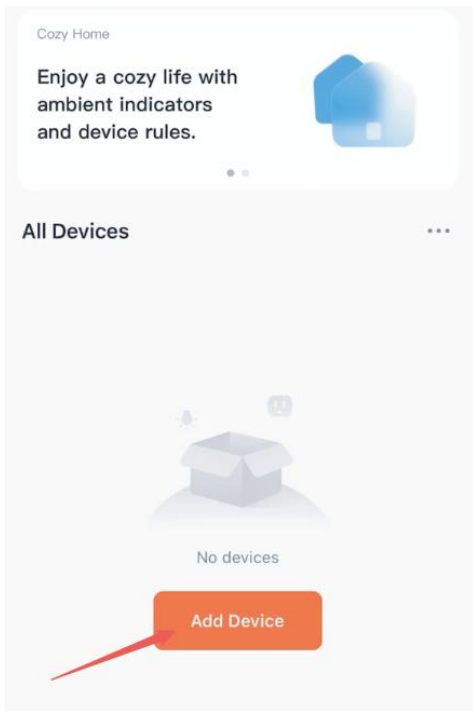 Cozy Home
Enjoy a cozy life with
ambient indicators
and device rules.
All Devices
No devices
Add Device